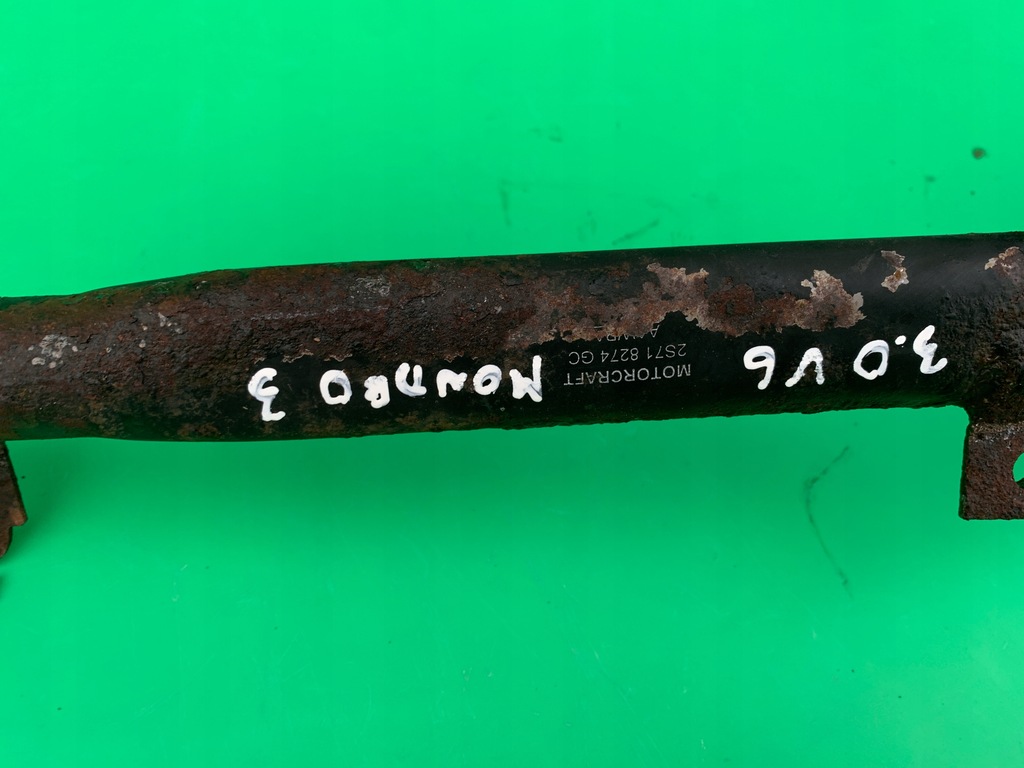 3.0 V6
MOTORCRAFT
2S71 8274 GC
MONDEO 3